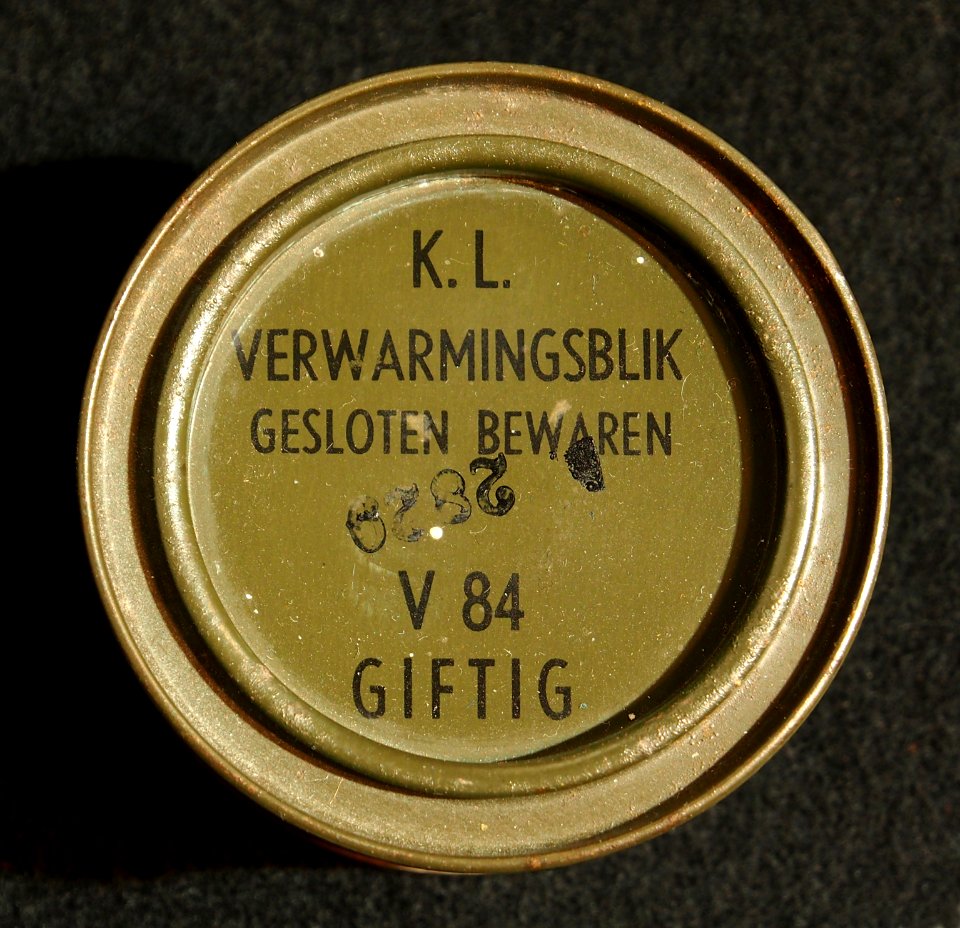 K. L.
VERWARMINGSBLIK
GESLOTEN BEWAREN
V 84
GIFTIG